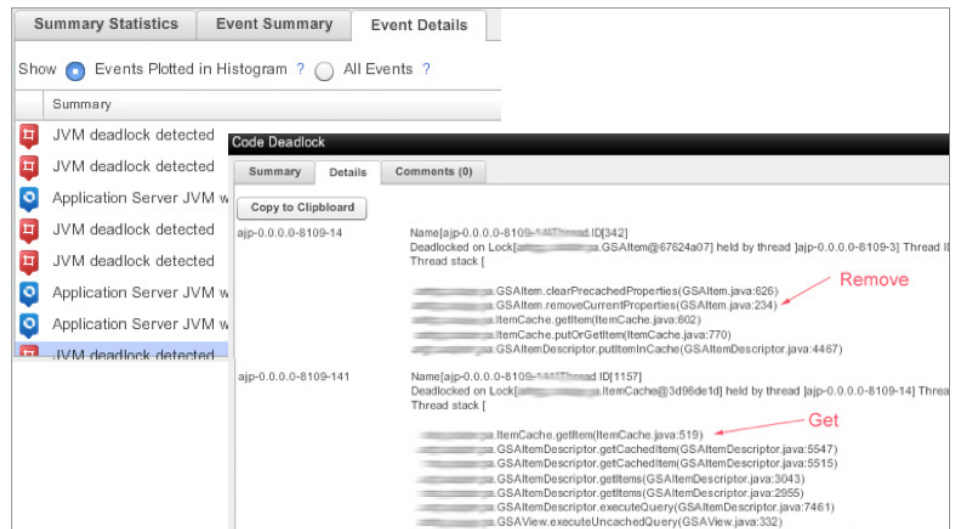 Summary Statistics Event Summary Event Details
Show Events Plotted in Histogram ? All Events ?
Summary
JVM deadlock detected
JVM deadlock detected
Application Server JVM w
JVM deadlock detected
JVM deadlock detected
Application Server JVM w
Application Server JVM w
JVM deadlock detected
Code Deadlock
Summary Details Comments (0)
Copy to Clipbloard
ajp-0.0.0.0-8109-14 Name[ajp-0.0.0.0-8109-14]Thread ID[342]
Deadlocked on Lock[ .GSAItem@67624a07] held by thread ]ajp-0.0.0.0-8109-3] Thread I
Thread stack [
.GSAItem.clearPrecachedProperties(GSAItem.java:626)
Remove
.GSAItem.removeCurrentProperties(GSAItem.java:234)
.ItemCache.getItem(ItemCache.java:602)
.ItemCache.putOrGetItem(ItemCache.java:770)
.GSAItemDescriptor.putItemInCache(GSAItemDescriptor.java:4467)
ajp-0.0.0.0-8109-141 Name[ajp-0.0.0.0-8109-141]Thread ID[1157]
Deadlocked on Lock[ .ItemCache@3d98de1d] held by thread ]ajp-0.0.0.0-8109-14] Threa
Thread stack [
Get
.ItemCache.getItem(ItemCache.java:519)
.GSAItemDescriptor.getCachedItem(GSAItemDescriptor.java:5547)
.GSAItemDescriptor.getCachedItem(GSAItemDescriptor.java:5515)
.GSAItemDescriptor.getItems(GSAItemDescriptor.java:3043)
.GSAItemDescriptor.getItems(GSAItemDescriptor.java:2955)
.GSAItemDescriptor.executeQuery(GSAItemDescriptor.java:7461)
.GSAView.executeUncachedQuery(GSAView.java:332)